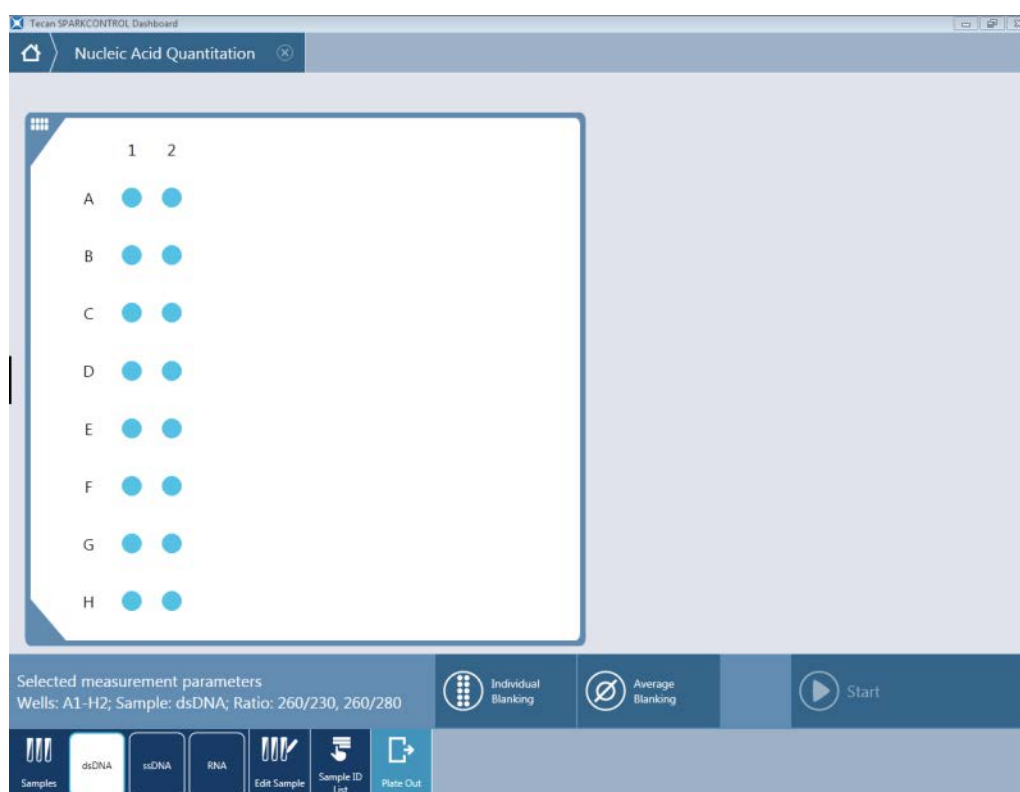 Tecan SPARKCONTROL Dashboard
Nucleic Acid Quantitation
1 2
A
B
C
D
E
F
G
H
Selected measurement parameters
Wells: A1-H2; Sample: dsDNA; Ratio: 260/230, 260/280
Individual
Blanking
Average
Blanking
Start
Samples
dsDNA
ssDNA
RNA
Edit Sample
Sample ID
List
Plate Out